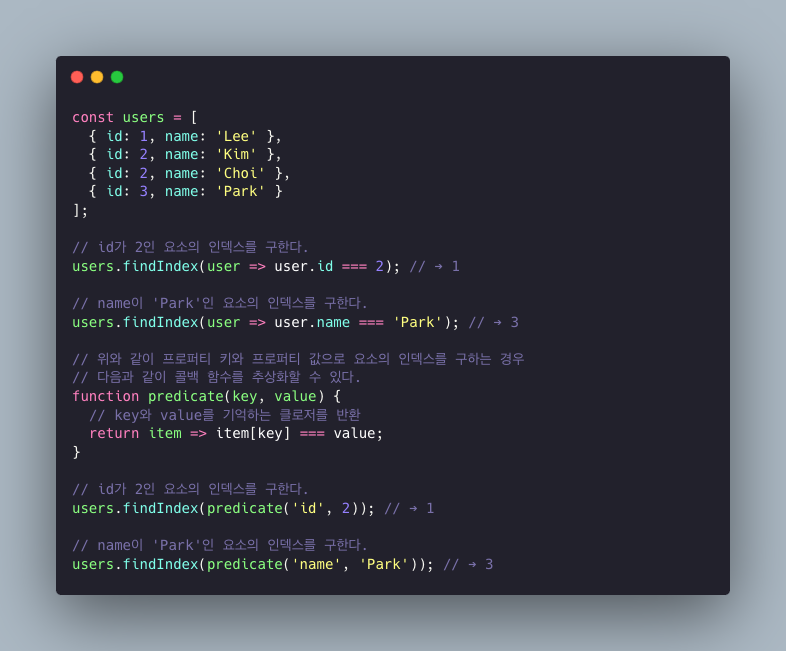 const users = [
  { id: 1, name: 'Lee' },
  { id: 2, name: 'Kim' },
  { id: 2, name: 'Choi' },
  { id: 3, name: 'Park' }
];

// id가 2인 요소의 인덱스를 구한다.
users.findIndex(user => user.id === 2); // → 1

// name이 'Park'인 요소의 인덱스를 구한다.
users.findIndex(user => user.name === 'Park'); // → 3

// 위와 같이 프로퍼티 키와 프로퍼티 값으로 요소의 인덱스를 구하는 경우
// 다음과 같이 콜백 함수를 추상화할 수 있다.
function predicate(key, value) {
  // key와 value를 기억하는 클로저를 반환
  return item => item[key] === value;
}

// id가 2인 요소의 인덱스를 구한다.
users.findIndex(predicate('id', 2)); // → 1

// name이 'Park'인 요소의 인덱스를 구한다.
users.findIndex(predicate('name', 'Park')); // → 3